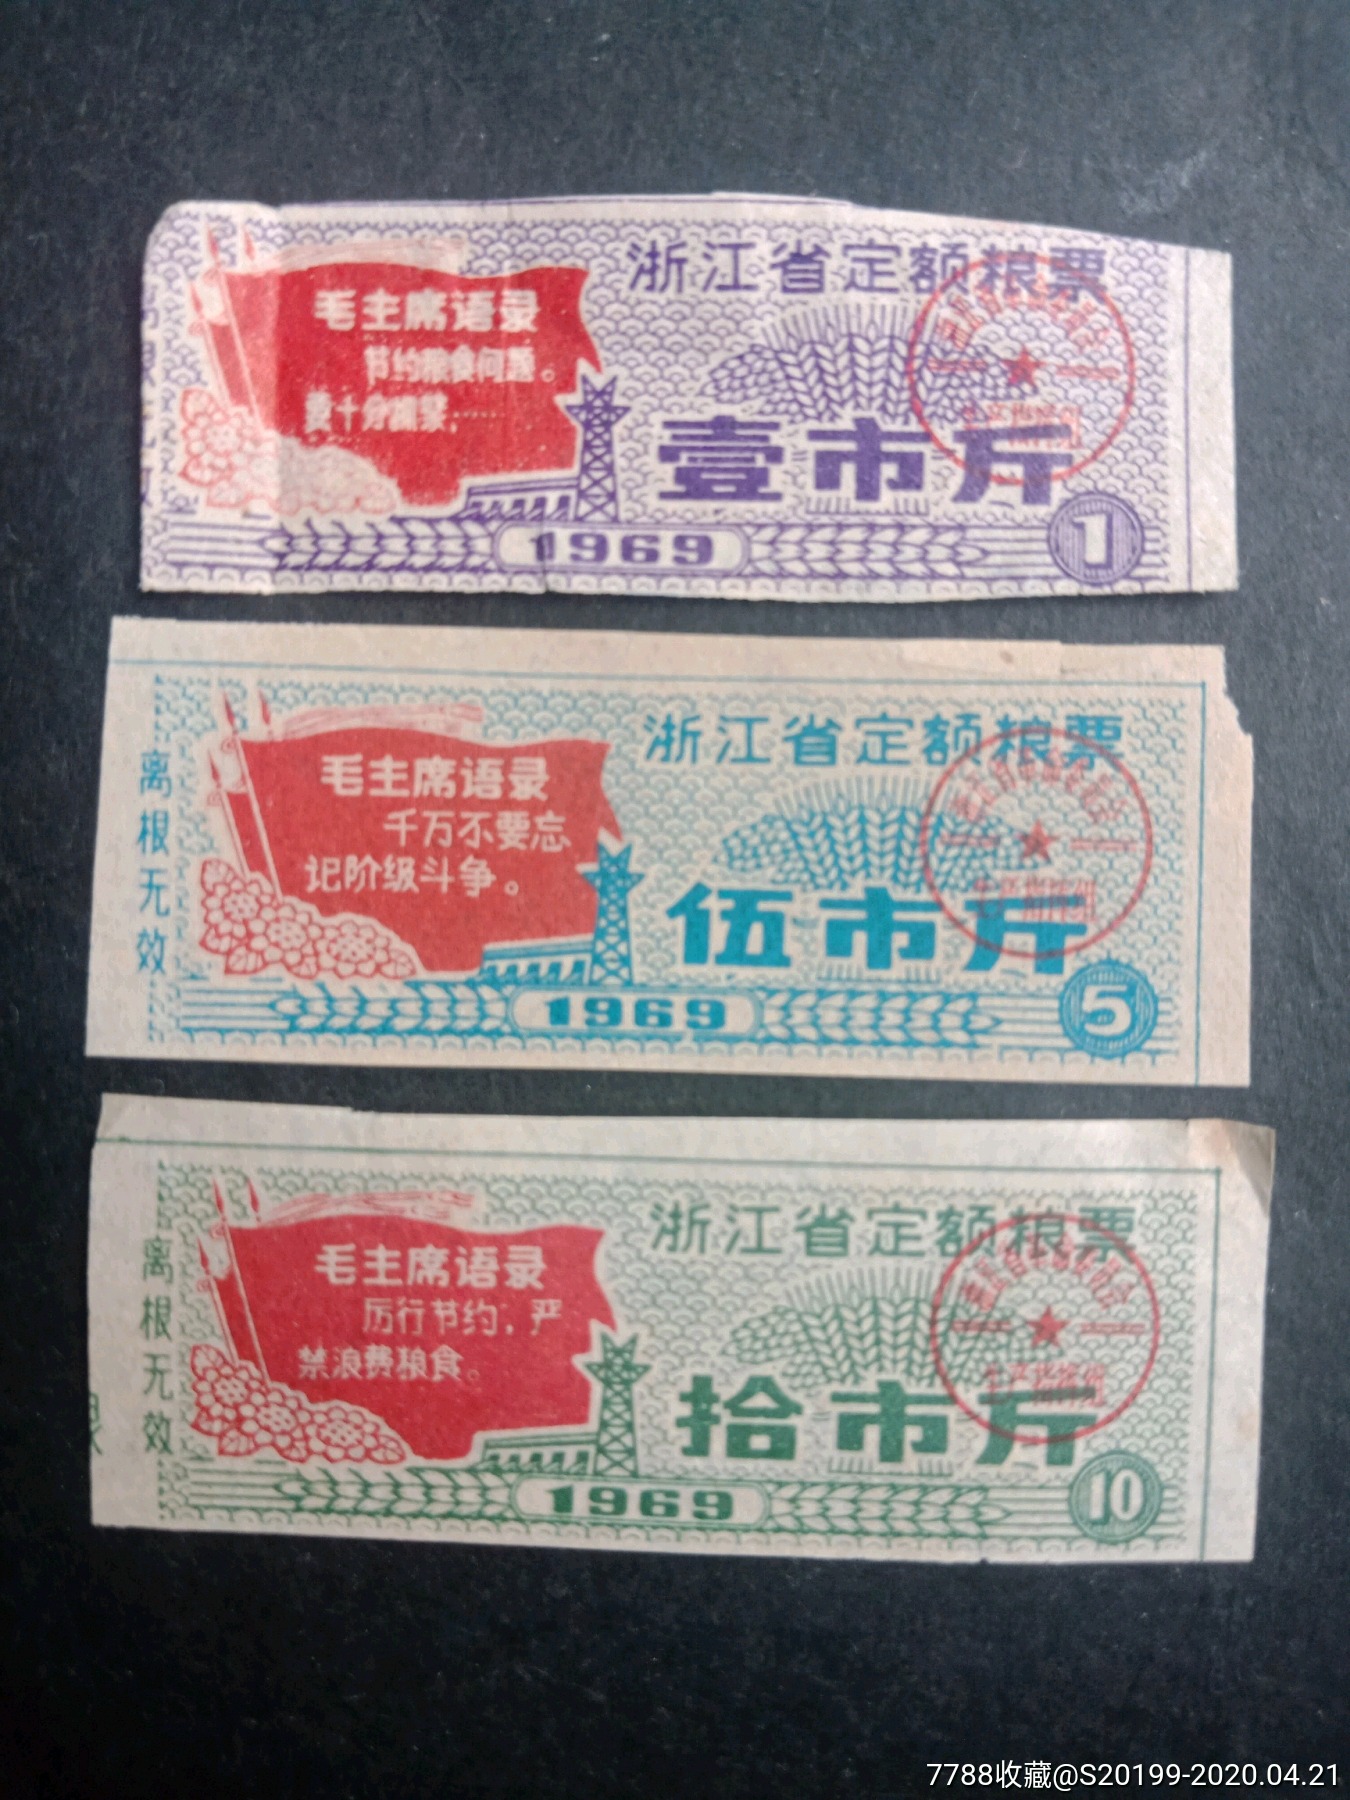 浙江省定额粮票
毛主席语录
节约粮食问题。
要十分抓紧，……
壹市斤
1969
1
浙江省定额粮票
毛主席语录
千万不要忘
记阶级斗争。
离根无效
伍市斤
1969
5
浙江省定额粮票
毛主席语录
厉行节约，严
禁浪费粮食。
离根无效
拾市斤
1969
10
7788收藏@S20199-2020.04.21